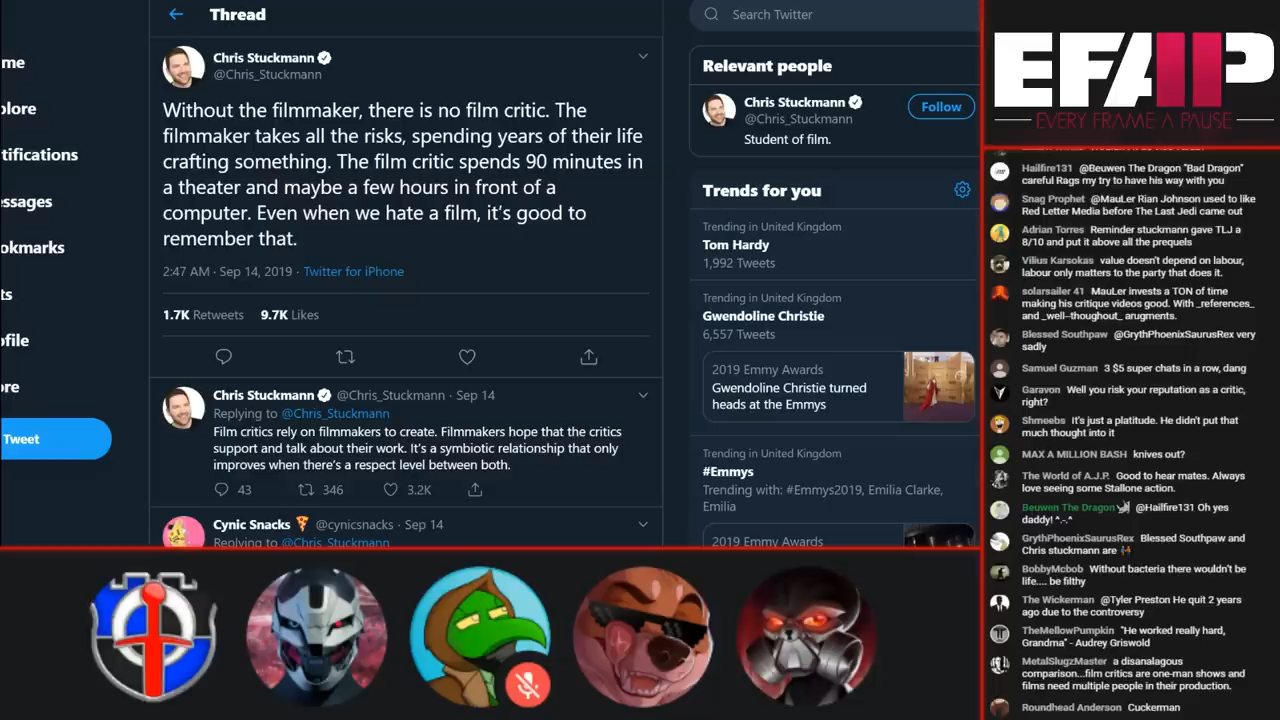 me
plore
tifications
essages
okmarks
ts
ofile
ore
Tweet
Thread
Chris Stuckmann
@Chris_Stuckmann
Without the filmmaker, there is no film critic. The
filmmaker takes all the risks, spending years of their life
crafting something. The film critic spends 90 minutes in
a theater and maybe a few hours in front of a
computer. Even when we hate a film, it's good to
remember that.
2:47 AM · Sep 14, 2019 · Twitter for iPhone
1.7K Retweets 9.7K Likes
Chris Stuckmann @Chris_Stuckmann · Sep 14
Replying to @Chris_Stuckmann
Film critics rely on filmmakers to create. Filmmakers hope that the critics
support and talk about their work. It's a symbiotic relationship that only
improves when there's a respect level between both.
43 346 3.2K
Cynic Snacks 🍕 @cynicsnacks · Sep 14
Replying to @Chris_Stuckmann
Search Twitter
Relevant people
Chris Stuckmann
@Chris_Stuckmann
Follow
Student of film.
Trends for you
Trending in United Kingdom
Tom Hardy
1,992 Tweets
Trending in United Kingdom
Gwendoline Christie
6,557 Tweets
2019 Emmy Awards
Gwendoline Christie turned
heads at the Emmys
Trending in United Kingdom
#Emmys
Trending with: #Emmys2019, Emilia Clarke,
Emilia
2019 Emmy Awards
EFAP
EVERY FRAME A PAUSE
Hailfire131 @Beuwen The Dragon "Bad Dragon"
careful Rags my try to have his way with you
Snag Prophet @MauLer Rian Johnson used to like
Red Letter Media before The Last Jedi came out
Adrian Torres Reminder stuckmann gave TLJ a
8/10 and put it above all the prequels
Vilius Karsokas value doesn't depend on labour,
labour only matters to the party that does it.
solarsailer 41 MauLer invests a TON of time
making his critique videos good. With _references_
and _well--thoughout_ arugments.
Blessed Southpaw @GrythPhoenixSaurusRex very
sadly
Samuel Guzman 3 $5 super chats in a row, dang
Garavon Well you risk your reputation as a critic,
right?
Shmeebs It's just a platitude. He didn't put that
much thought into it
MAX A MILLION BASH knives out?
The World of A.J.P. Good to hear mates. Always
love seeing some Stallone action.
Beuwen The Dragon @Hailfire131 Oh yes
daddy! ^.-.^
GrythPhoenixSaurusRex Blessed Southpaw and
Chris stuckmann are
BobbyMcbob Without bacteria there wouldn't be
life.... be filthy
The Wickerman @Tyler Preston He quit 2 years
ago due to the controversy
TheMellowPumpkin "He worked really hard,
Grandma" - Audrey Griswold
MetalSlugzMaster a disanalagous
comparison...film critics are one-man shows and
films need multiple people in their production.
Roundhead Anderson Cuckerman